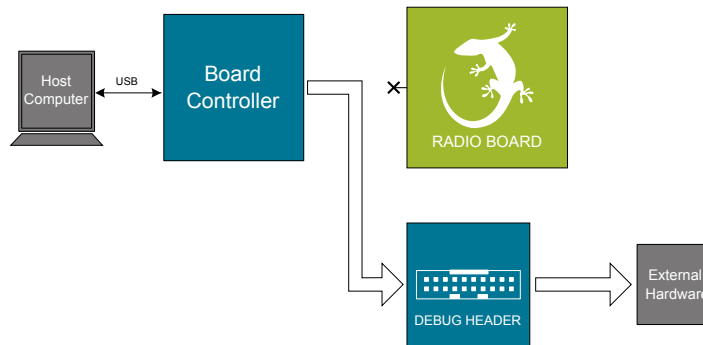 Host
Computer
USB
Board
Controller
RADIO BOARD
DEBUG HEADER
External
Hardware